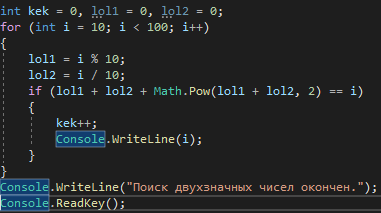 int kek = 0, lol1 = 0, lol2 = 0;
for (int i = 10; i < 100; i++)
{
lol1 = i % 10;
lol2 = i / 10;
if (lol1 + lol2 + Math.Pow(lol1 + lol2, 2) == i)
{
kek++;
Console.WriteLine(i);
}
}
Console.WriteLine("Поиск двухзначных чисел окончен.");
Console.ReadKey();